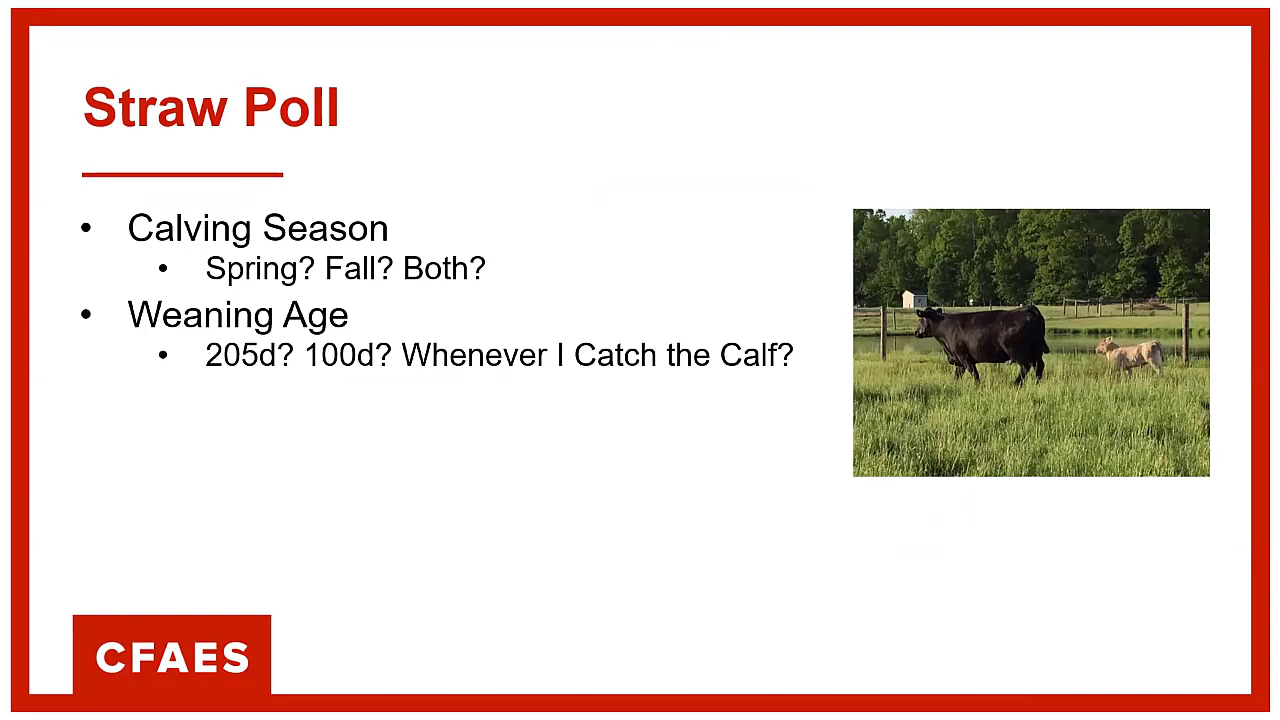 Straw Poll
• Calving Season
• Spring? Fall? Both?
• Weaning Age
• 205d? 100d? Whenever I Catch the Calf?
CFAES